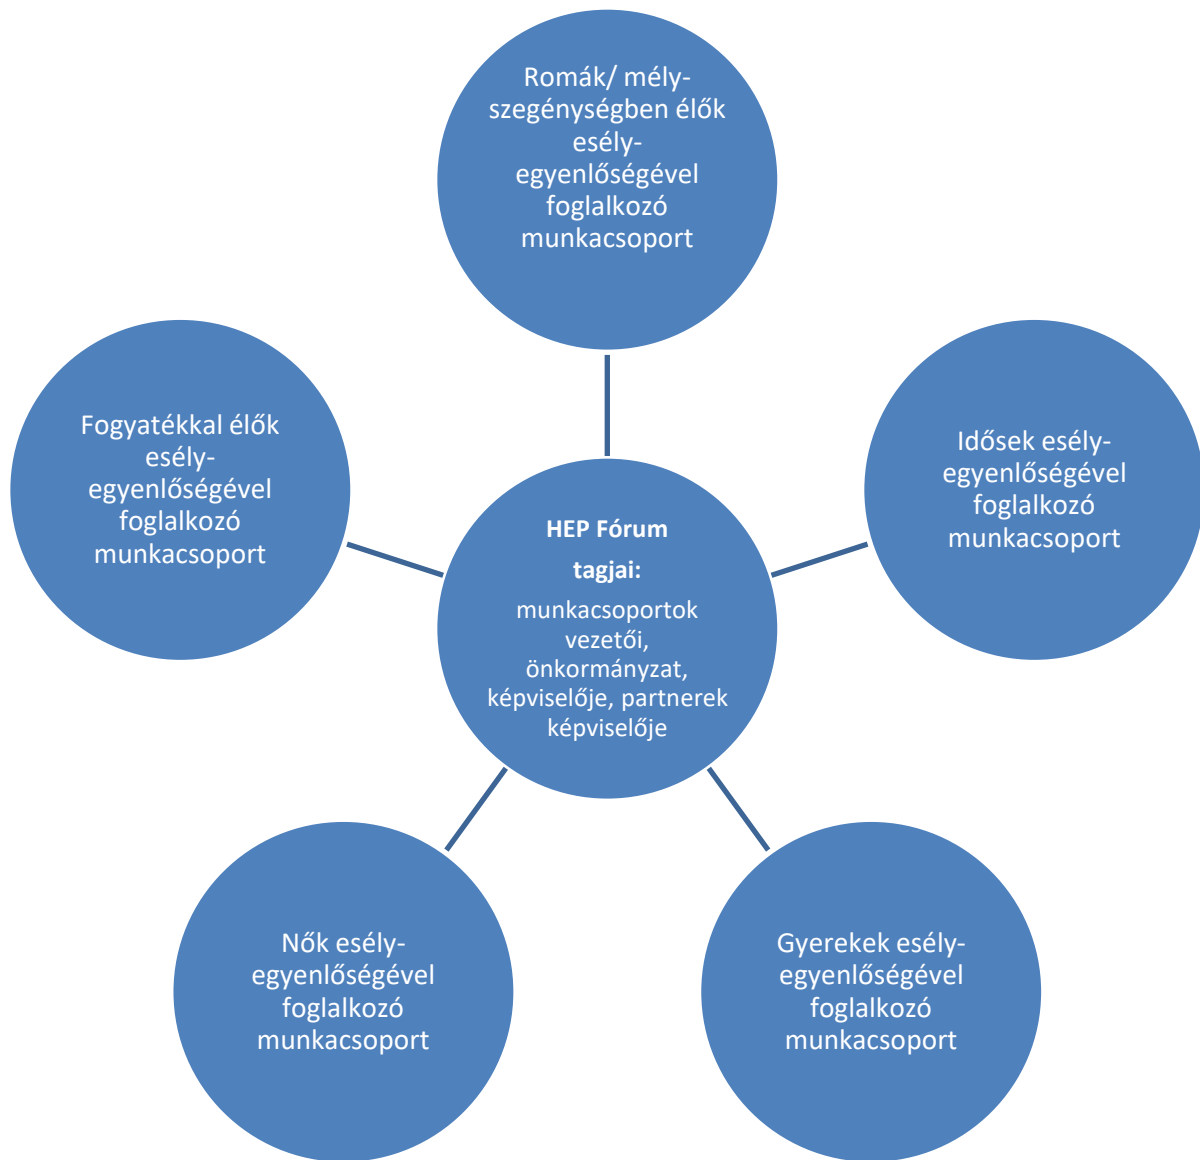 Romák/ mély-
szegénységben élők
esély-
egyenlőségével
foglalkozó
munkacsoport
Fogyatékkal élők
esély-
egyenlőségével
foglalkozó
munkacsoport
Idősek esély-
egyenlőségével
foglalkozó
munkacsoport
HEP Fórum
tagjai:
munkacsoportok
vezetői,
önkormányzat,
képviselője, partnerek
képviselője
Nők esély-
egyenlőségével
foglalkozó
munkacsoport
Gyerekek esély-
egyenlőségével
foglalkozó
munkacsoport